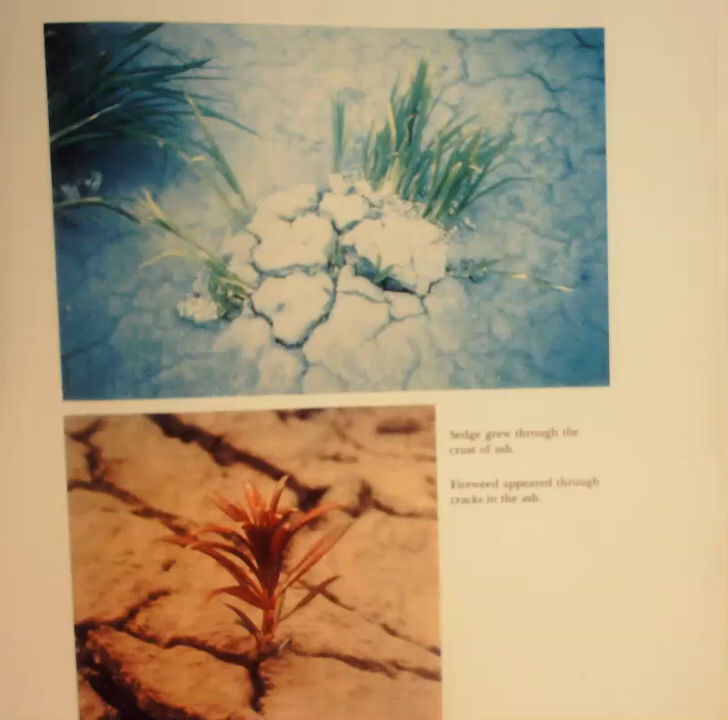 Sedge grew through the
crust of ash.
Fireweed appeared through
cracks in the ash.